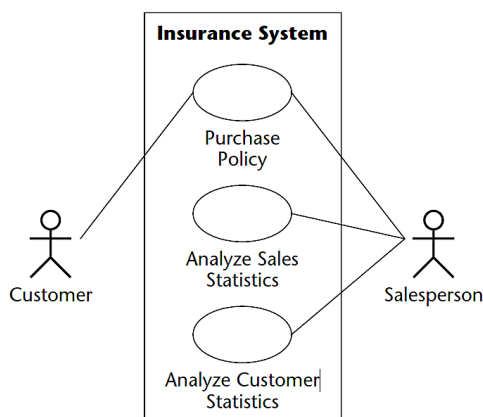 Insurance System
Purchase
Policy
Analyze Sales
Statistics
Customer
Salesperson
Analyze Customer
Statistics